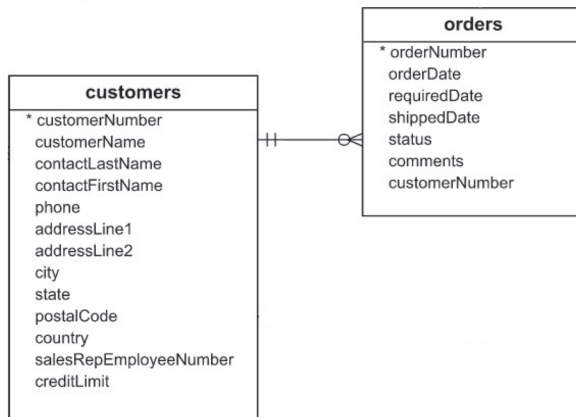 orders
* orderNumber
orderDate
requiredDate
shippedDate
status
comments
customerNumber
customers
* customerNumber
customerName
contactLastName
contactFirstName
phone
addressLine1
addressLine2
city
state
postalCode
country
salesRepEmployeeNumber
creditLimit